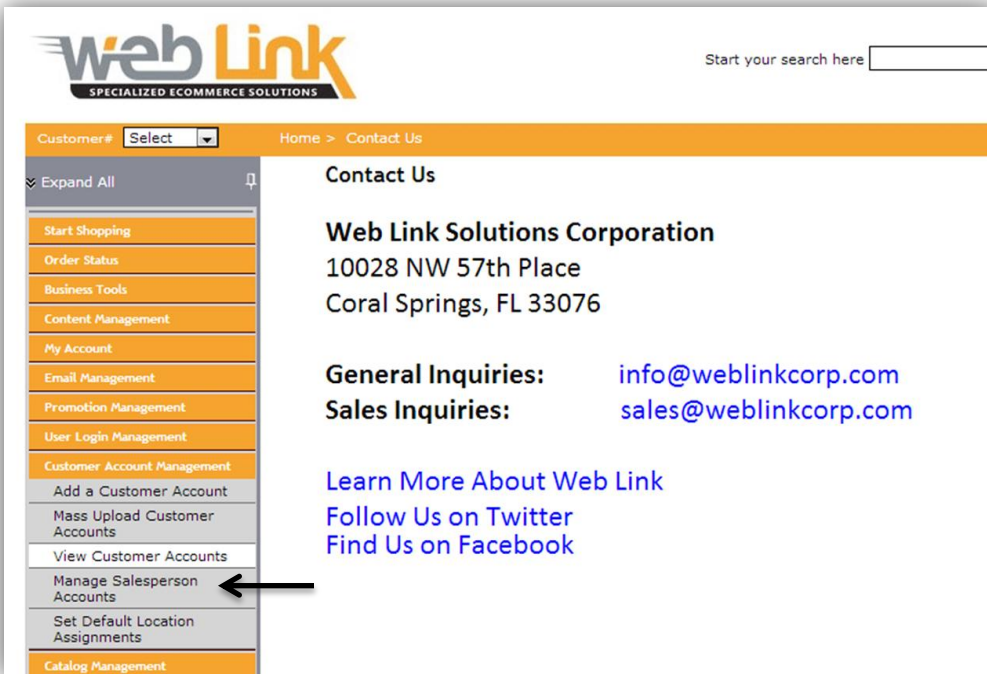 web Link
SPECIALIZED ECOMMERCE SOLUTIONS
Start your search here
Customer# Select
Home > Contact Us
Expand All
Start Shopping
Order Status
Business Tools
Content Management
My Account
Email Management
Promotion Management
User Login Management
Customer Account Management
Add a Customer Account
Mass Upload Customer
Accounts
View Customer Accounts
Manage Salesperson
Accounts
Set Default Location
Assignments
Catalog Management
Contact Us
Web Link Solutions Corporation
10028 NW 57th Place
Coral Springs, FL 33076
General Inquiries: info@weblinkcorp.com
Sales Inquiries: sales@weblinkcorp.com
Learn More About Web Link
Follow Us on Twitter
Find Us on Facebook